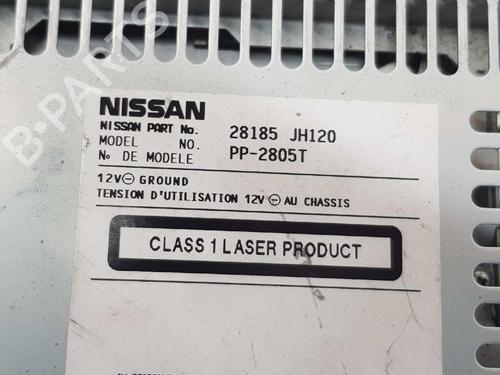 NISSAN
NISSAN PART No. 28185 JH120
MODEL NO. PP-2805T
No DE MODELE
12V⊖ GROUND
TENSION D'UTILISATION 12V⊖ AU CHASSIS
CLASS 1 LASER PRODUCT
B-PARTS